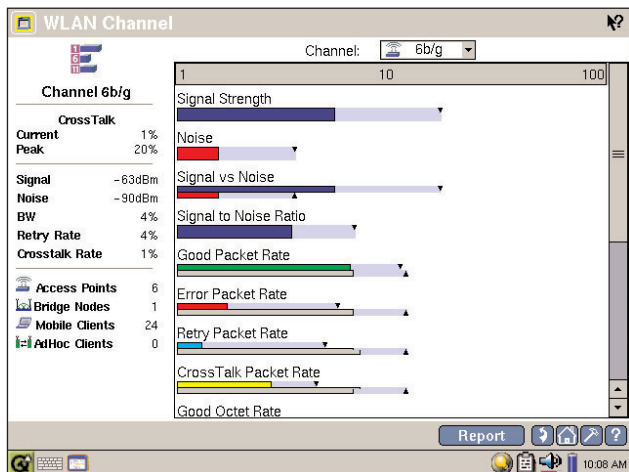 WLAN Channel
Channel: 6b/g
1 6 11
Channel 6b/g
CrossTalk
Current 1%
Peak 20%
Signal -63dBm
Noise -90dBm
BW 4%
Retry Rate 4%
Crosstalk Rate 1%
Access Points 6
Bridge Nodes 1
Mobile Clients 24
AdHoc Clients 0
1 10 100
Signal Strength
Noise
Signal vs Noise
Signal to Noise Ratio
Good Packet Rate
Error Packet Rate
Retry Packet Rate
CrossTalk Packet Rate
Good Octet Rate
Report ?
10:08 AM